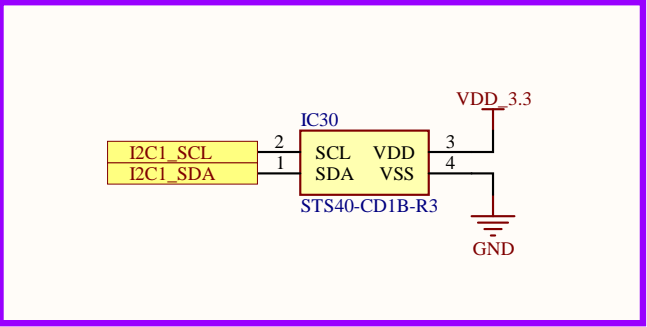 VDD_3.3
IC30
I2C1_SCL 2 SCL VDD 3
I2C1_SDA 1 SDA VSS 4
STS40-CD1B-R3
GND